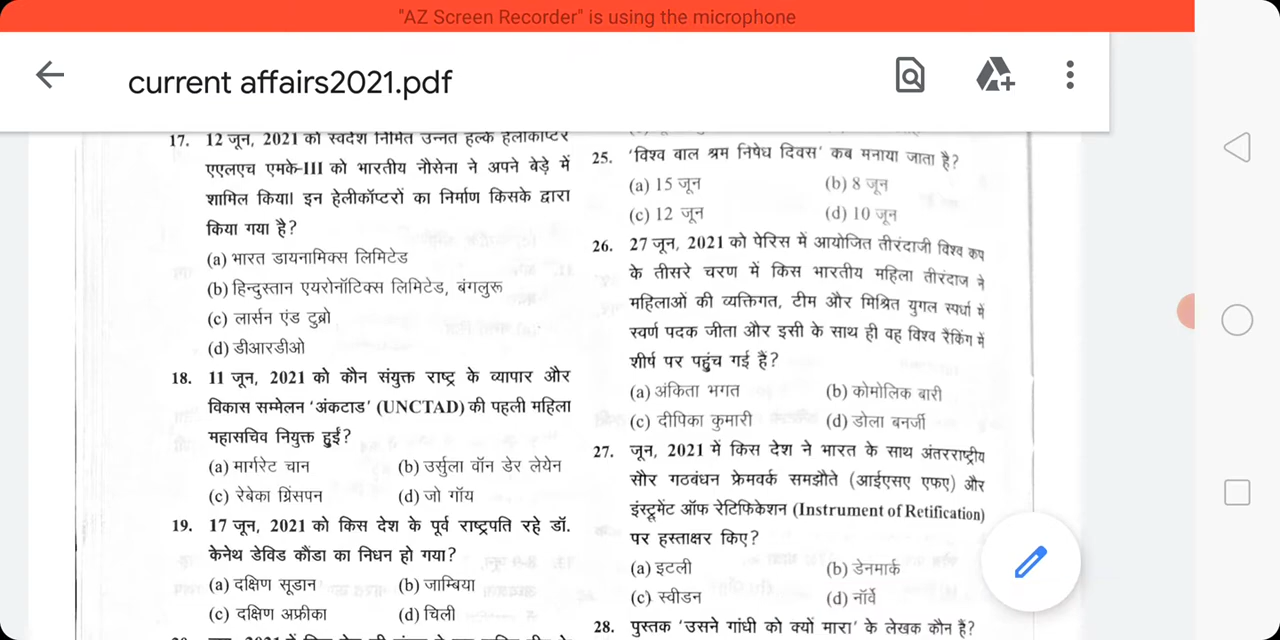 "AZ Screen Recorder" is using the microphone
current affairs2021.pdf
17. 12 जून, 2021 को स्वदेश निर्मित उन्नत हल्के हेलीकॉप्टर
एएलएच एमके-III को भारतीय नौसेना ने अपने बेड़े में
शामिल किया। इन हेलीकॉप्टरों का निर्माण किसके द्वारा
किया गया है?
(a) भारत डायनामिक्स लिमिटेड
(b) हिन्दुस्तान एयरोनॉटिक्स लिमिटेड, बंगलुरू
(c) लार्सन एंड टुब्रो
(d) डीआरडीओ
18. 11 जून, 2021 को कौन संयुक्त राष्ट्र के व्यापार और
विकास सम्मेलन 'अंकटाड' (UNCTAD) की पहली महिला
महासचिव नियुक्त हुईं?
(a) मार्गरेट चान (b) उर्सुला वॉन डेर लेयेन
(c) रेबेका ग्रिंसपन (d) जो गॉय
19. 17 जून, 2021 को किस देश के पूर्व राष्ट्रपति रहे डॉ.
केनेथ डेविड कौंडा का निधन हो गया?
(a) दक्षिण सूडान (b) जाम्बिया
(c) दक्षिण अफ्रीका (d) चिली
25. 'विश्व बाल श्रम निषेध दिवस' कब मनाया जाता है?
(a) 15 जून (b) 8 जून
(c) 12 जून (d) 10 जून
26. 27 जून, 2021 को पेरिस में आयोजित तीरंदाजी विश्व कप
के तीसरे चरण में किस भारतीय महिला तीरंदाज ने
महिलाओं की व्यक्तिगत, टीम और मिश्रित युगल स्पर्धा में
स्वर्ण पदक जीता और इसी के साथ ही वह विश्व रैंकिंग में
शीर्ष पर पहुंच गई हैं?
(a) अंकिता भगत (b) कोमोलिक बारी
(c) दीपिका कुमारी (d) डोला बनर्जी
27. जून, 2021 में किस देश ने भारत के साथ अंतरराष्ट्रीय
सौर गठबंधन फ्रेमवर्क समझौते (आईएसए एफए) और
इंस्ट्रूमेंट ऑफ रेटिफिकेशन (Instrument of Retification)
पर हस्ताक्षर किए?
(a) इटली (b) डेनमार्क
(c) स्वीडन (d) नॉर्वे
28. पुस्तक 'उसने गांधी को क्यों मारा' के लेखक कौन हैं?